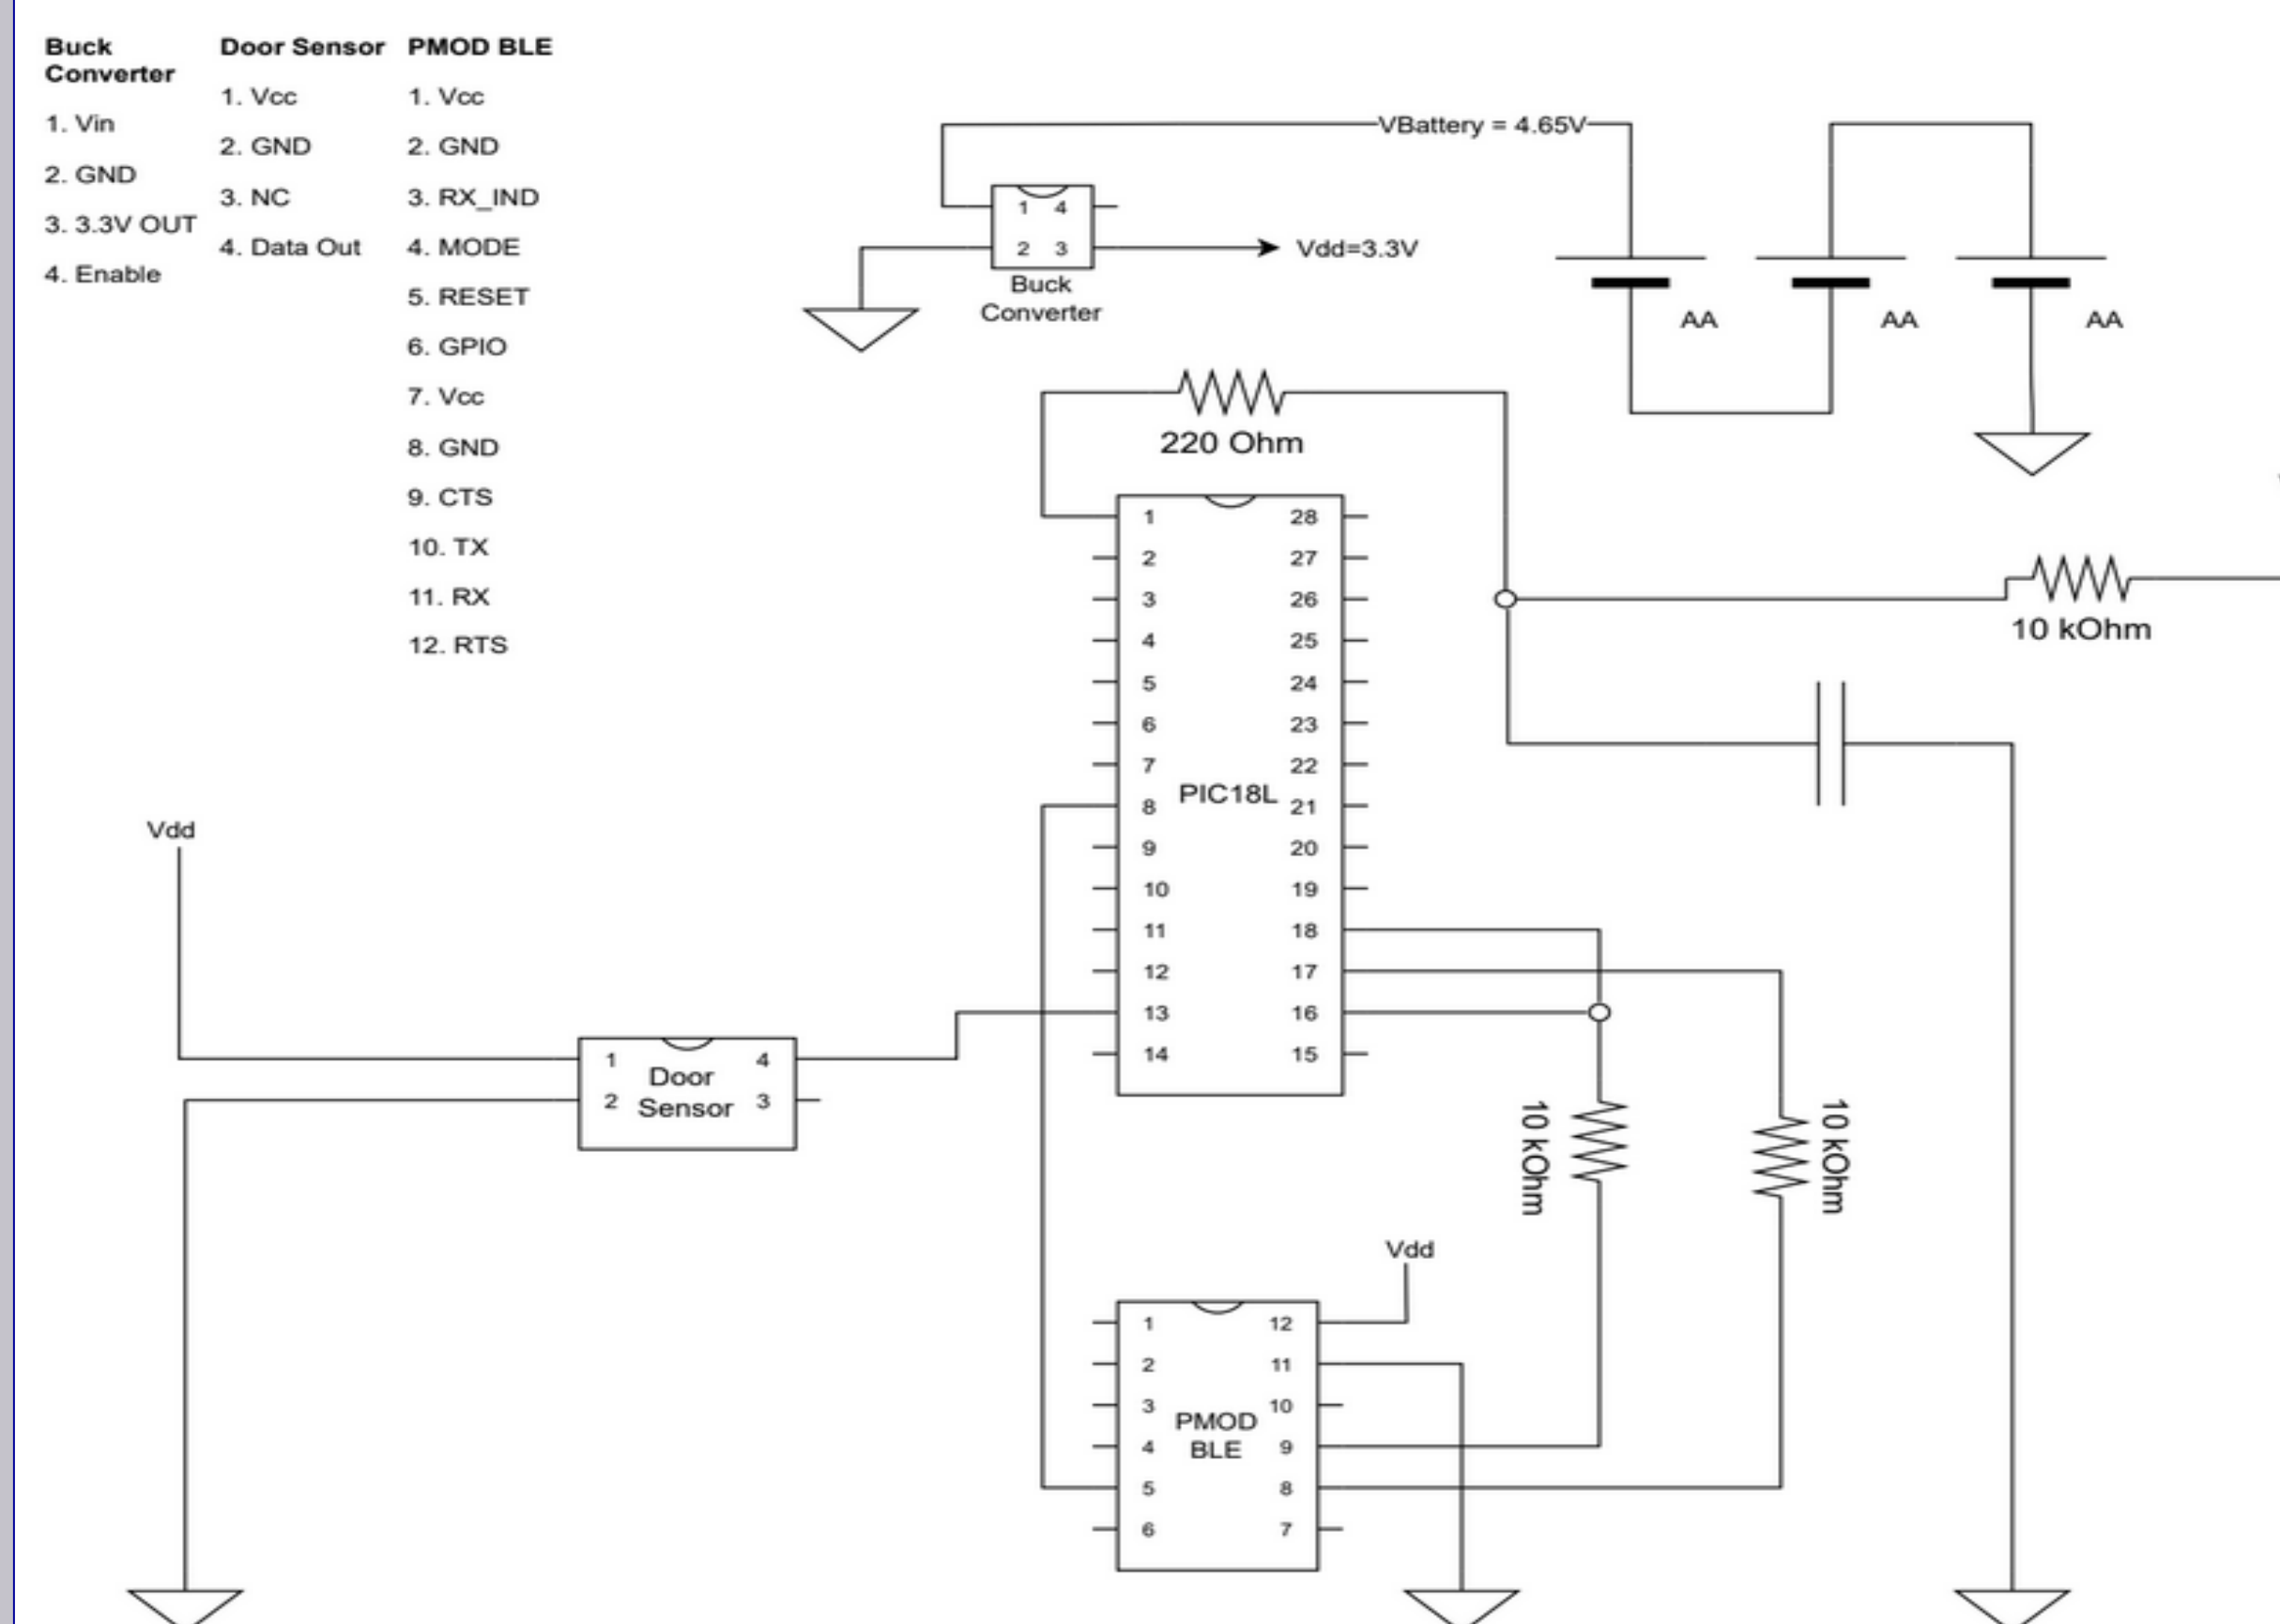 Buck
Converter
1. Vin
2. GND
3. 3.3V OUT
4. Enable
Door Sensor
1. Vcc
2. GND
3. NC
4. Data Out
PMOD BLE
1. Vcc
2. GND
3. RX_IND
4. MODE
5. RESET
6. GPIO
7. Vcc
8. GND
9. CTS
10. TX
11. RX
12. RTS
VBattery = 4.65V
1 4
2 3
Buck
Converter
Vdd=3.3V
AA
AA
AA
220 Ohm
10 kOhm
1 28
2 27
3 26
4 25
5 24
6 23
7 22
PIC18L
8 21
9 20
10 19
11 18
12 17
13 16
14 15
Vdd
1 4
Door
2 3
Sensor
10 kOhm
10 kOhm
Vdd
1 12
2 11
3 10
PMOD
BLE
4 9
5 8
6 7